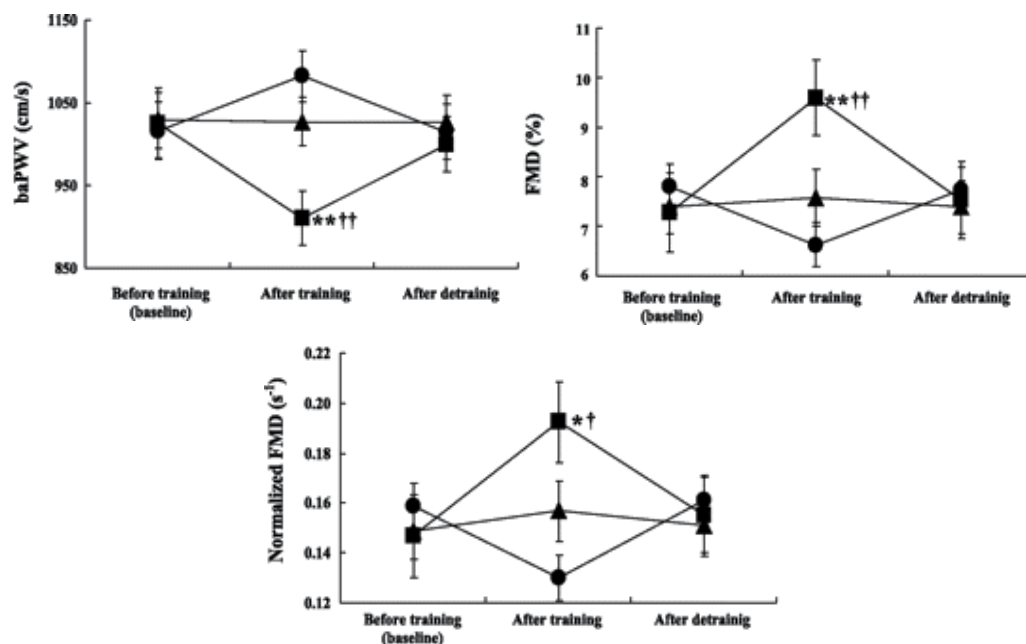 1150
1050
950
850
baPWV (cm/s)
**††
Before training
(baseline)
After training
After detrainig
11
10
9
8
7
6
FMD (%)
**††
Before training
(baseline)
After training
After detrainig
0.22
0.20
0.18
0.16
0.14
0.12
Normalized FMD (s⁻¹)
*†
Before training
(baseline)
After training
After detrainig